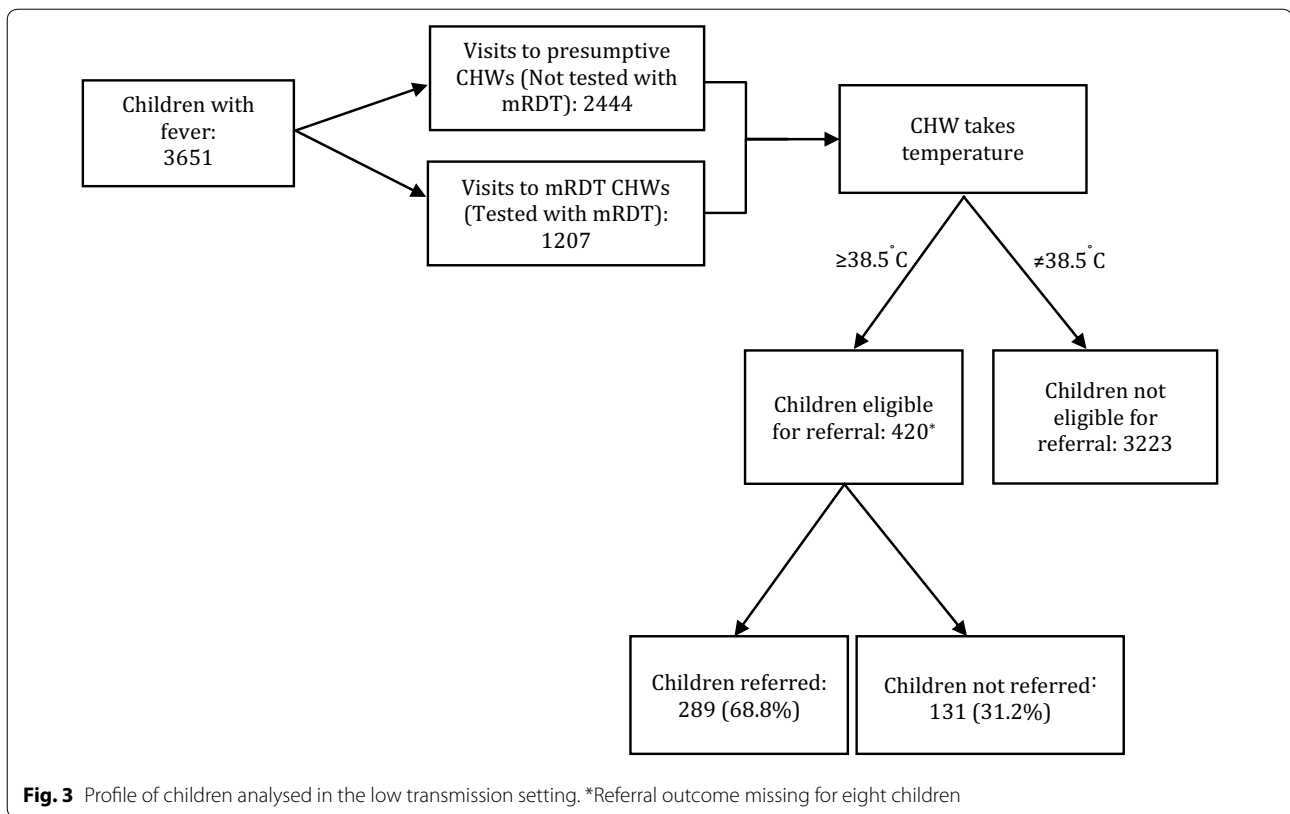 Children with
fever:
3651
Visits to presumptive
CHWs (Not tested with
mRDT): 2444
Visits to mRDT CHWs
(Tested with mRDT):
1207
CHW takes
temperature
≥38.5°C
≠38.5°C
Children eligible
for referral: 420*
Children not
eligible for
referral: 3223
Children referred:
289 (68.8%)
Children not referred:
131 (31.2%)
Fig. 3 Profile of children analysed in the low transmission setting. *Referral outcome missing for eight children